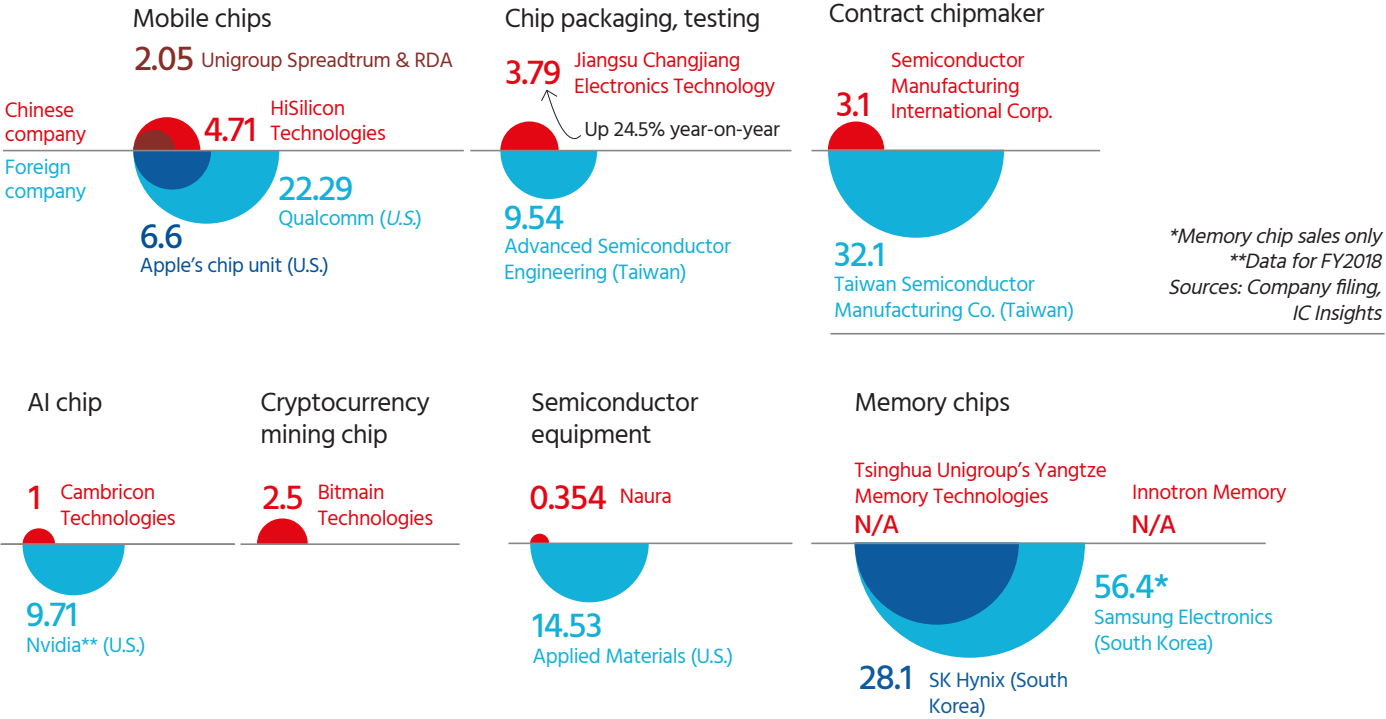 Mobile chips
2.05 Unigroup Spreadtrum & RDA
Chinese
company
4.71 HiSilicon
Technologies
Foreign
company
22.29
Qualcomm (U.S.)
6.6
Apple's chip unit (U.S.)
Chip packaging, testing
3.79 Jiangsu Changjiang
Electronics Technology
Up 24.5% year-on-year
9.54
Advanced Semiconductor
Engineering (Taiwan)
Contract chipmaker
3.1 Semiconductor
Manufacturing
International Corp.
32.1
Taiwan Semiconductor
Manufacturing Co. (Taiwan)
*Memory chip sales only
**Data for FY2018
Sources: Company filing,
IC Insights
AI chip
1 Cambricon
Technologies
9.71
Nvidia** (U.S.)
Cryptocurrency
mining chip
2.5 Bitmain
Technologies
Semiconductor
equipment
0.354 Naura
14.53
Applied Materials (U.S.)
Memory chips
Tsinghua Unigroup's Yangtze
Memory Technologies
N/A
Innotron Memory
N/A
56.4*
Samsung Electronics
(South Korea)
28.1 SK Hynix (South
Korea)